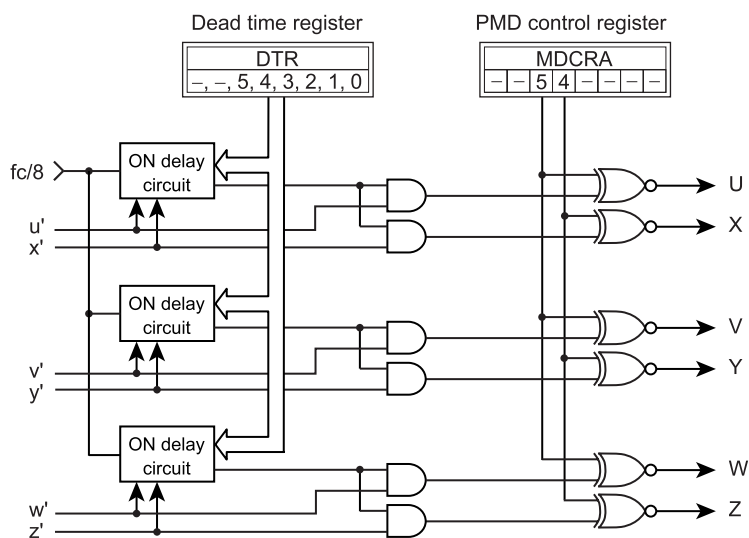 Dead time register
PMD control register
DTR
–, –, 5, 4, 3, 2, 1, 0
MDCRA
– – 5 4 – – – –
fc/8
ON delay
circuit
U
u'
X
x'
ON delay
circuit
V
v'
Y
y'
ON delay
circuit
W
w'
Z
z'